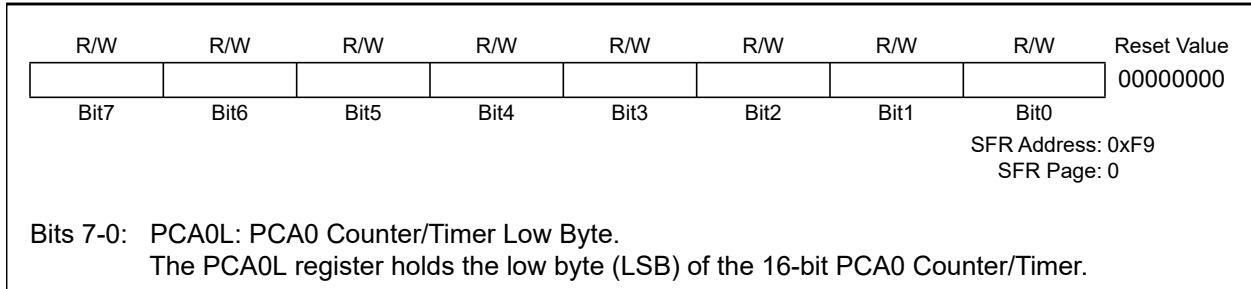 R/W R/W R/W R/W R/W R/W R/W R/W Reset Value
00000000
Bit7 Bit6 Bit5 Bit4 Bit3 Bit2 Bit1 Bit0
SFR Address: 0xF9
SFR Page: 0
Bits 7-0: PCA0L: PCA0 Counter/Timer Low Byte.
The PCA0L register holds the low byte (LSB) of the 16-bit PCA0 Counter/Timer.